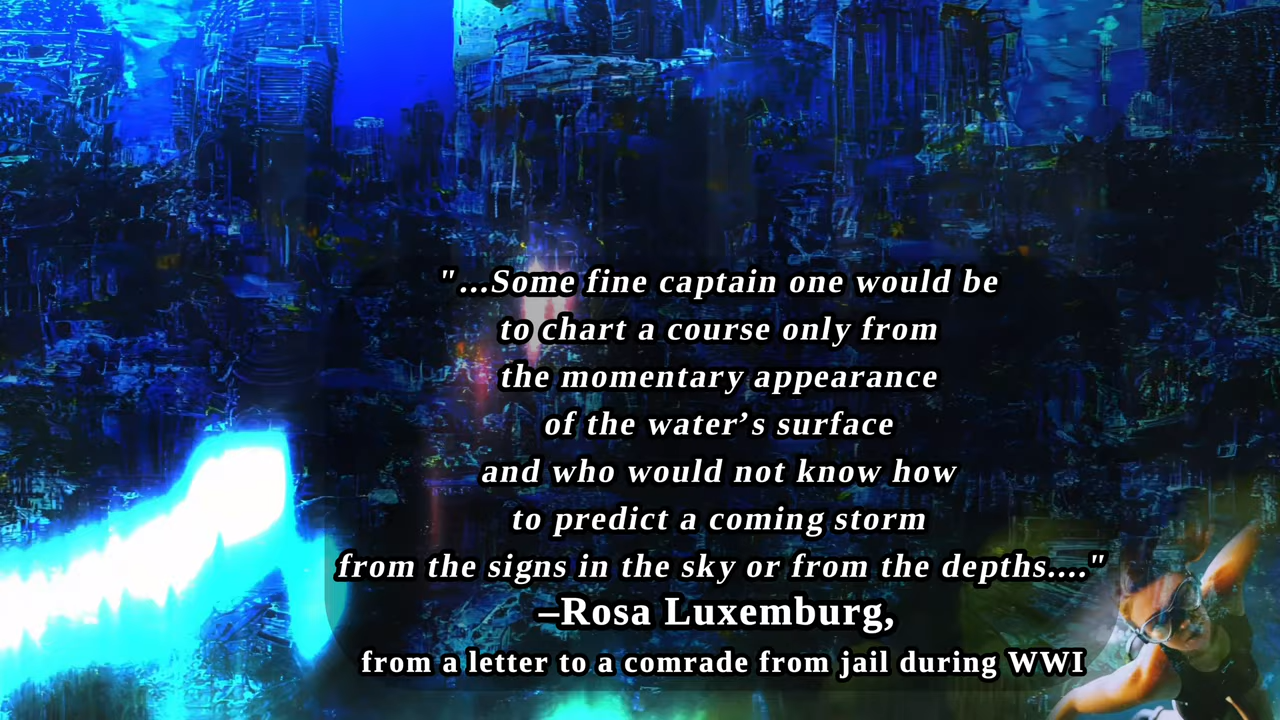 "...Some fine captain one would be
to chart a course only from
the momentary appearance
of the water’s surface
and who would not know how
to predict a coming storm
from the signs in the sky or from the depths...."
–Rosa Luxemburg,
from a letter to a comrade from jail during WWI